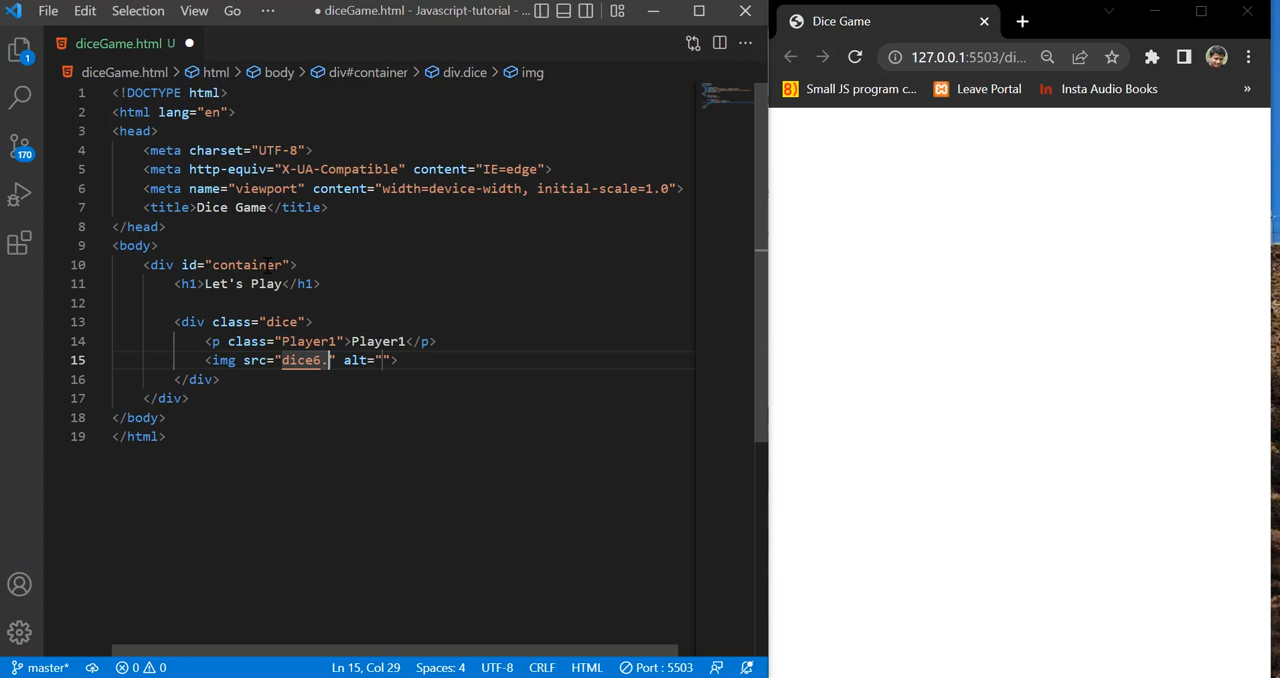 File Edit Selection View Go ··· ● diceGame.html - Javascript-tutorial - ...
Dice Game
diceGame.html U ●
127.0.0.1:5503/di...
diceGame.html > html > body > div#container > div.dice > img
8) Small JS program c... Leave Portal In Insta Audio Books »
1 <!DOCTYPE html>
2 <html lang="en">
3 <head>
4 <meta charset="UTF-8">
5 <meta http-equiv="X-UA-Compatible" content="IE=edge">
6 <meta name="viewport" content="width=device-width, initial-scale=1.0">
7 <title>Dice Game</title>
8 </head>
9 <body>
10 <div id="container">
11 <h1>Let's Play</h1>
12
13 <div class="dice">
14 <p class="Player1">Player1</p>
15 <img src="dice6." alt="">
16 </div>
17 </div>
18 </body>
19 </html>
1
170
master* 0 0 Ln 15, Col 29 Spaces: 4 UTF-8 CRLF HTML Port : 5503